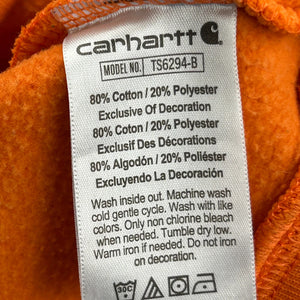 carhartt
MODEL NO. TS6294-B
80% Cotton / 20% Polyester
Exclusive of Decoration
80% Coton / 20% Polyester
Exclusif Des Décorations
80% Algodón / 20% Poliéster
Excluyendo La Decoración
Wash inside out. Machine wash
cold gentle cycle. Wash with like
colors. Only non chlorine bleach
when needed. Tumble dry low.
Warm iron if needed. Do not iron
on decoration.
30C